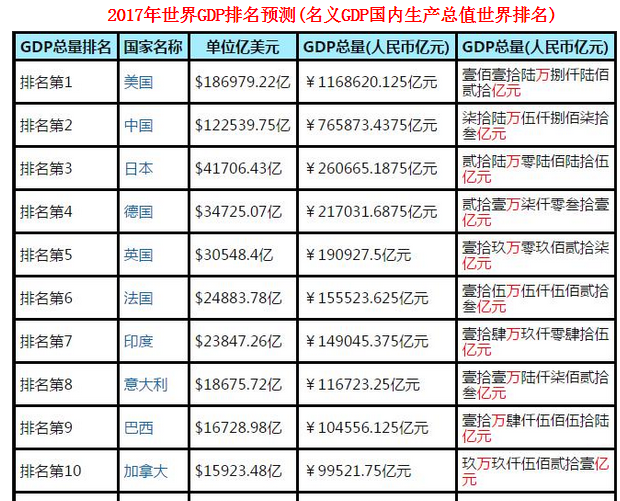 2017年世界GDP排名预测(名义GDP国内生产总值世界排名)
GDP总量排名 国家名称 单位亿美元 GDP总量(人民币亿元) GDP总量(人民币亿元)
排名第1 美国 $186979.22亿 ￥1168620.125亿元 壹佰壹拾陆万捌仟陆佰
贰拾亿元
排名第2 中国 $122539.75亿 ￥765873.4375亿元 柒拾陆万伍仟捌佰柒拾
叁亿元
排名第3 日本 $41706.43亿 ￥260665.1875亿元 贰拾陆万零陆佰陆拾伍
亿元
排名第4 德国 $34725.07亿 ￥217031.6875亿元 贰拾壹万柒仟零叁拾壹
亿元
排名第5 英国 $30548.4亿 ￥190927.5亿元 壹拾玖万零玖佰贰拾柒
亿元
排名第6 法国 $24883.78亿 ￥155523.625亿元 壹拾伍万伍仟伍佰贰拾
叁亿元
排名第7 印度 $23847.26亿 ￥149045.375亿元 壹拾肆万玖仟零肆拾伍
亿元
排名第8 意大利 $18675.72亿 ￥116723.25亿元 壹拾壹万陆仟柒佰贰拾
叁亿元
排名第9 巴西 $16728.98亿 ￥104556.125亿元 壹拾万肆仟伍佰伍拾陆
亿元
排名第10 加拿大 $15923.48亿 ￥99521.75亿元 玖万玖仟伍佰贰拾壹亿
元